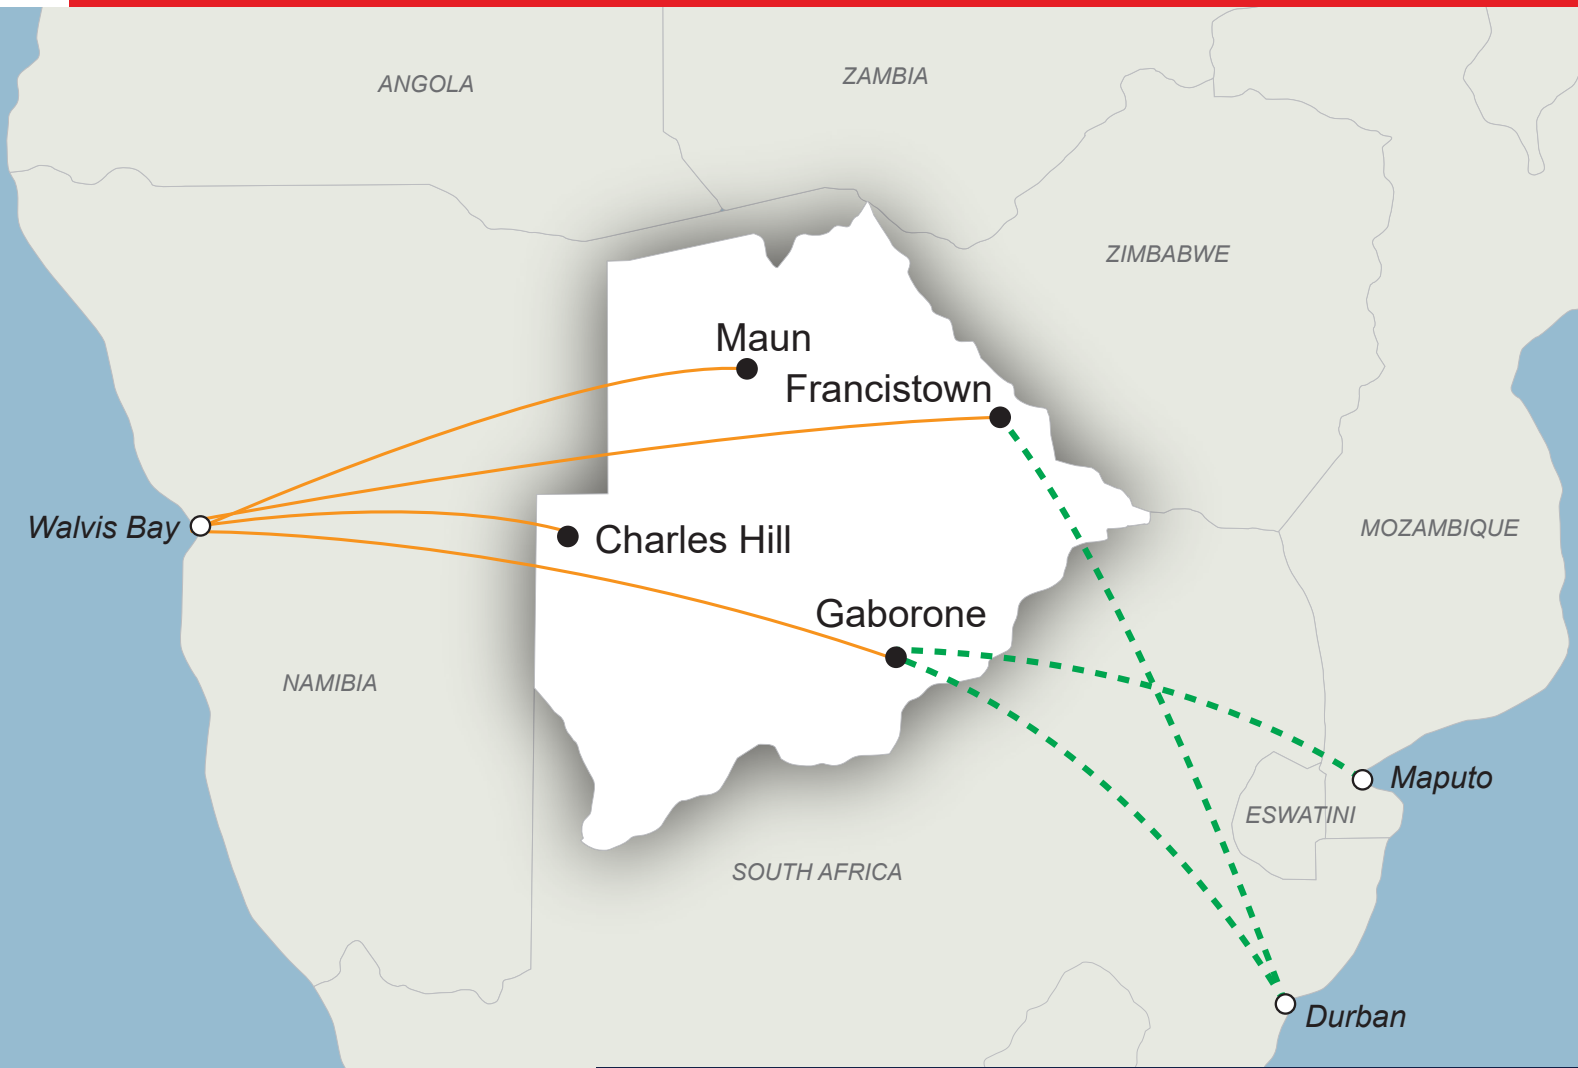 ANGOLA
ZAMBIA
ZIMBABWE
Maun
Francistown
Walvis Bay
Charles Hill
MOZAMBIQUE
Gaborone
NAMIBIA
Maputo
ESWATINI
SOUTH AFRICA
Durban